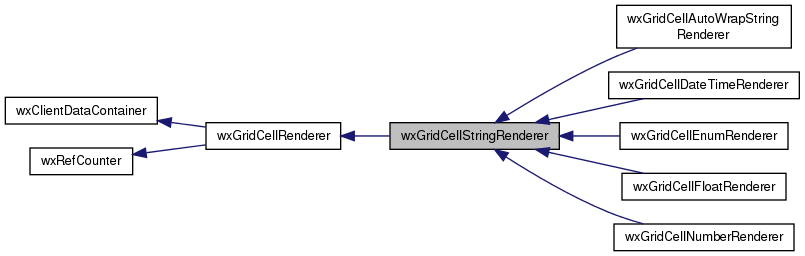 wxGridCellAutoWrapString
Renderer
wxGridCellDateTimeRenderer
wxClientDataContainer
wxGridCellRenderer
wxGridCellStringRenderer
wxGridCellEnumRenderer
wxRefCounter
wxGridCellFloatRenderer
wxGridCellNumberRenderer